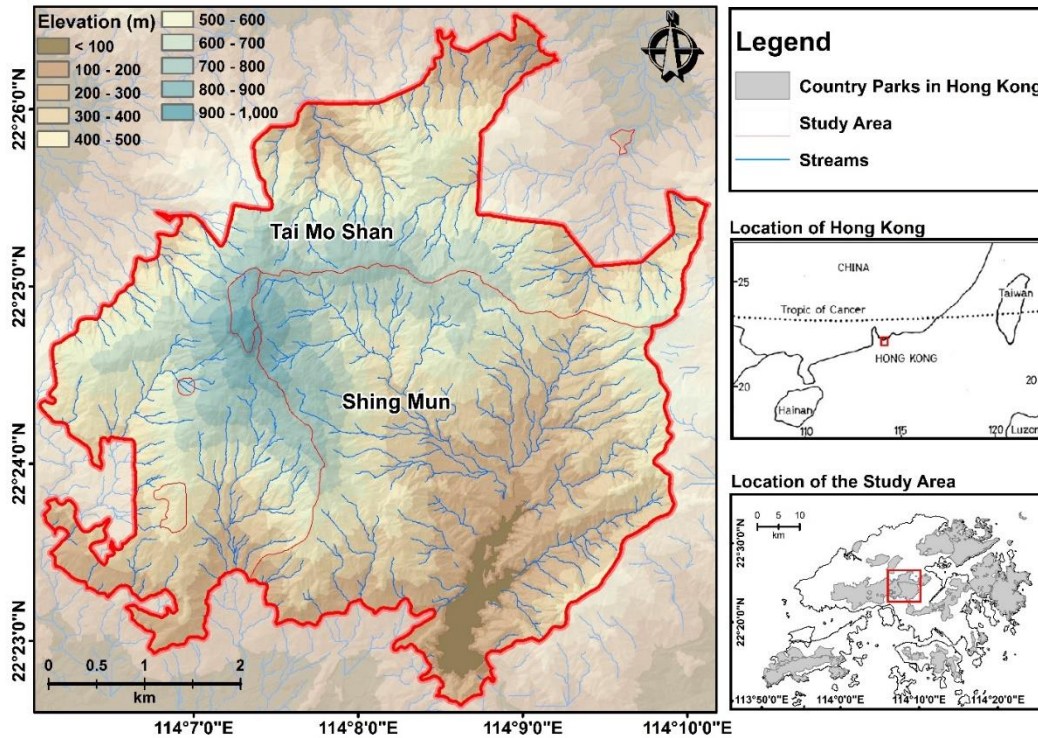 Elevation (m)
< 100
100 - 200
200 - 300
300 - 400
400 - 500
500 - 600
600 - 700
700 - 800
800 - 900
900 - 1,000
22°26'0"N
22°25'0"N
22°24'0"N
22°23'0"N
Tai Mo Shan
Shing Mun
0 0.5 1 2
km
114°7'0"E 114°8'0"E 114°9'0"E 114°10'0"E
Legend
Country Parks in Hong Kong
Study Area
Streams
Location of Hong Kong
25
CHINA
Taiwan
Tropic of Cancer
HONG KONG
20
20
Hainan
110 115 120
Luzon
Location of the Study Area
0 5 10
km
22°30'0"N
22°20'0"N
113°50'0"E 114°0'0"E 114°10'0"E 114°20'0"E